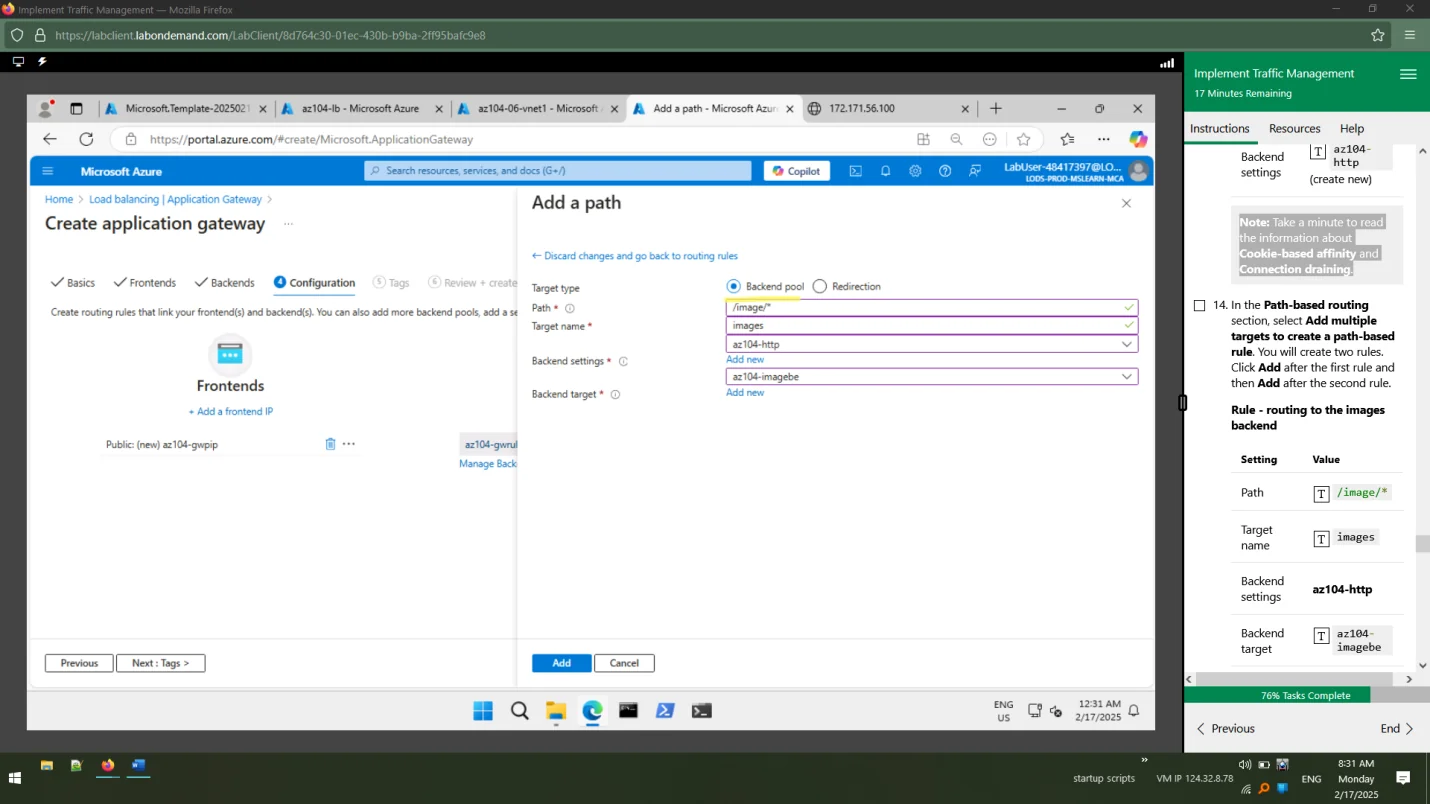 Implement Traffic Management — Mozilla Firefox
https://labclient.labondemand.com/LabClient/8d764c30-01ec-430b-b9ba-2ff95bafc9e8
Microsoft.Template-2025021
az104-lb - Microsoft Azure
az104-06-vnet1 - Microsoft A
Add a path - Microsoft Azure
172.171.56.100
https://portal.azure.com/#create/Microsoft.ApplicationGateway
Microsoft Azure
Search resources, services, and docs (G+/)
Copilot
LabUser-48417397@LO...
LODS-PROD-MSLEARN-MCA
Home > Load balancing | Application Gateway >
Create application gateway ...
Basics
Frontends
Backends
4 Configuration
5 Tags
6 Review + create
Create routing rules that link your frontend(s) and backend(s). You can also add more backend pools, add a se
Frontends
+ Add a frontend IP
Public: (new) az104-gwpip
az104-gwrul
Manage Back
Previous
Next : Tags >
Add a path
Discard changes and go back to routing rules
Target type
Backend pool
Redirection
Path *
/image/*
Target name *
images
az104-http
Backend settings *
Add new
az104-imagebe
Backend target *
Add new
Add
Cancel
ENG
US
12:31 AM
2/17/2025
Implement Traffic Management
17 Minutes Remaining
Instructions
Resources
Help
Backend settings
T az104-http
(create new)
Note: Take a minute to read
the information about
Cookie-based affinity and
Connection draining.
14. In the Path-based routing
section, select Add multiple
targets to create a path-based
rule. You will create two rules.
Click Add after the first rule and
then Add after the second rule.
Rule - routing to the images
backend
Setting Value
Path T /image/*
Target name T images
Backend settings az104-http
Backend target T az104-imagebe
76% Tasks Complete
< Previous
End >
startup scripts
VM IP 124.32.8.78
ENG
8:31 AM
Monday
2/17/2025